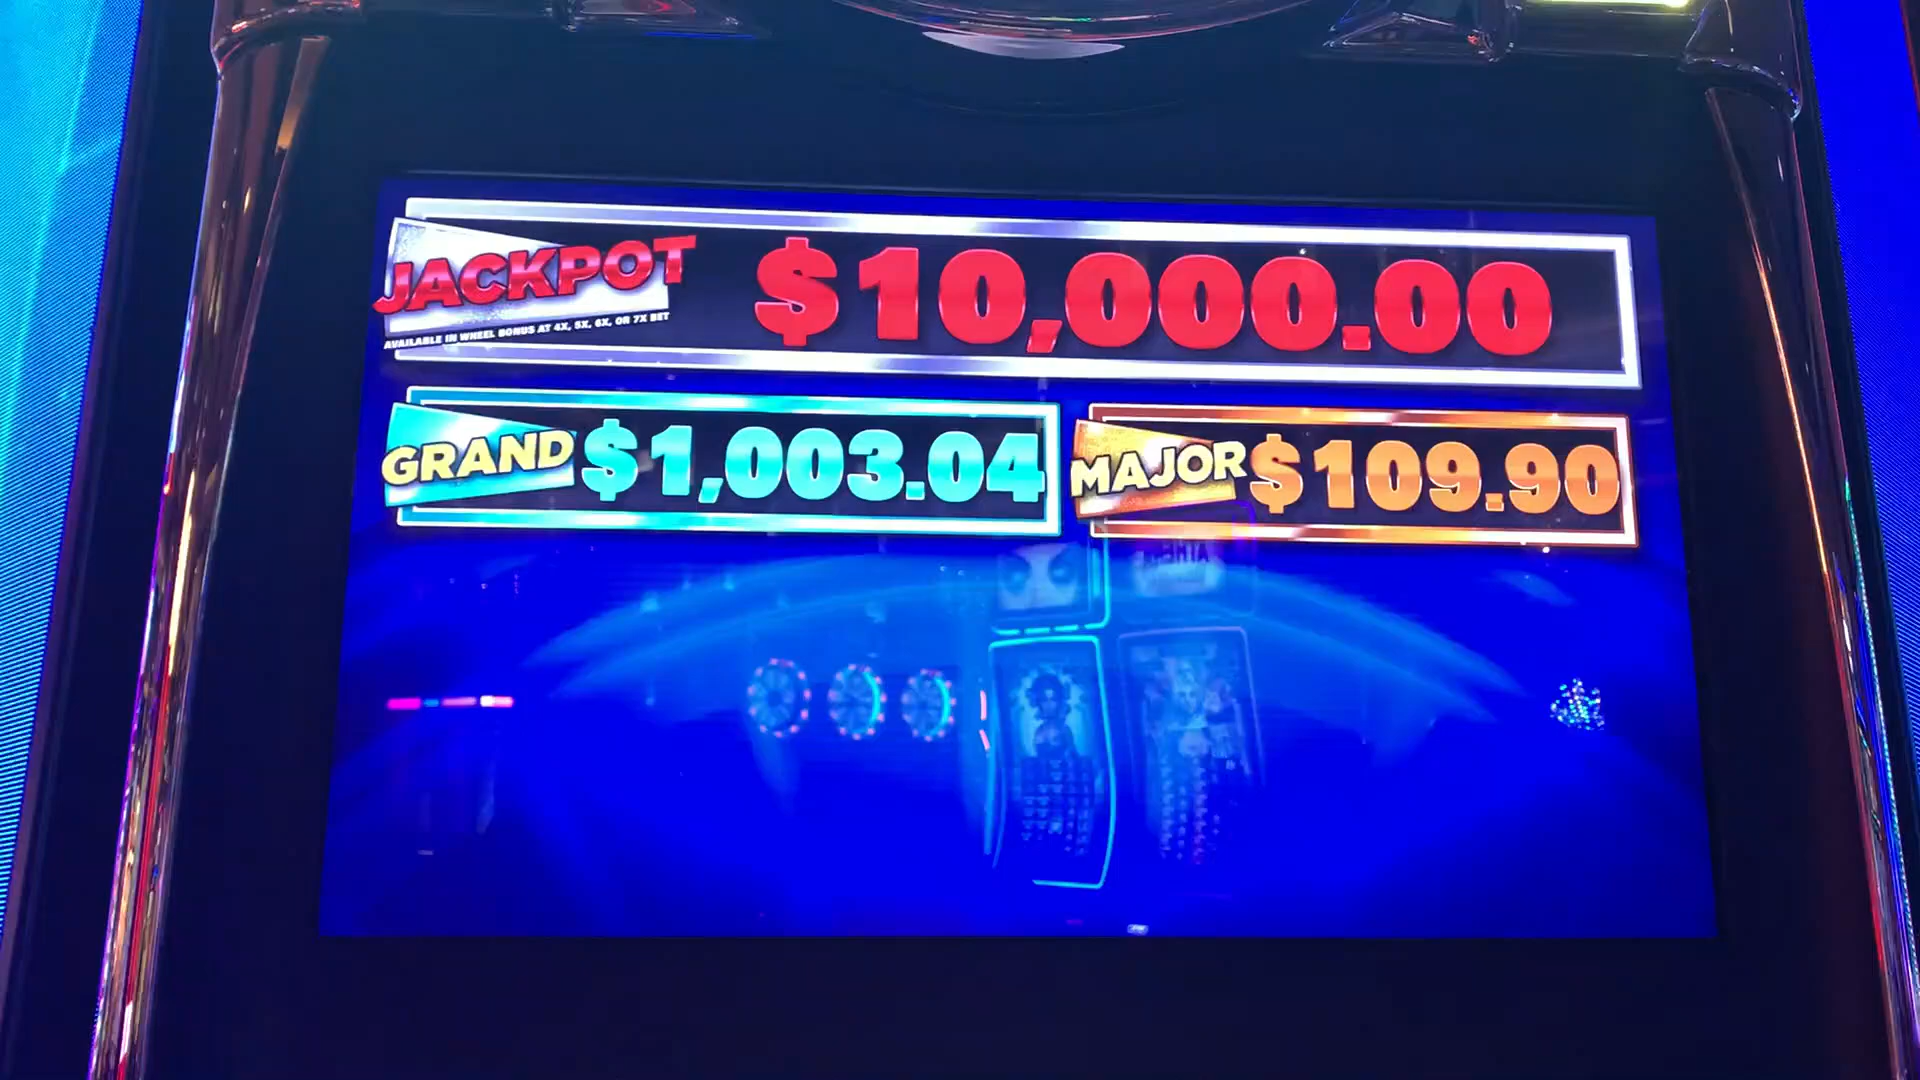 JACKPOT $10,000.00
AVAILABLE IN WHEEL BONUS AT 4X, 5X, 6X, OR 7X BET
GRAND $1,003.04 MAJOR $109.90